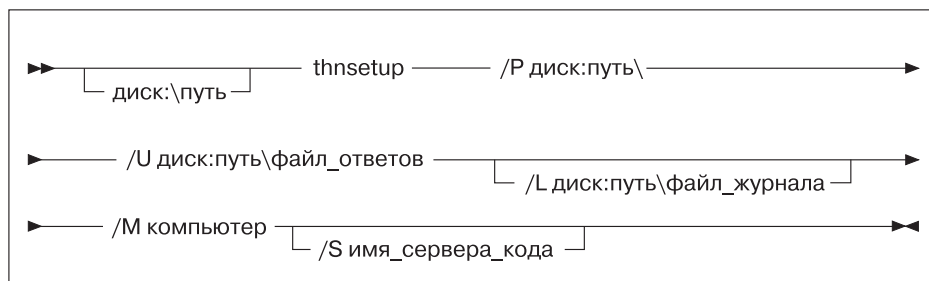 thnsetup /P диск:путь\
диск:\путь
/U диск:путь\файл_ответов
/L диск:путь\файл_журнала
/M компьютер
/S имя_сервера_кода